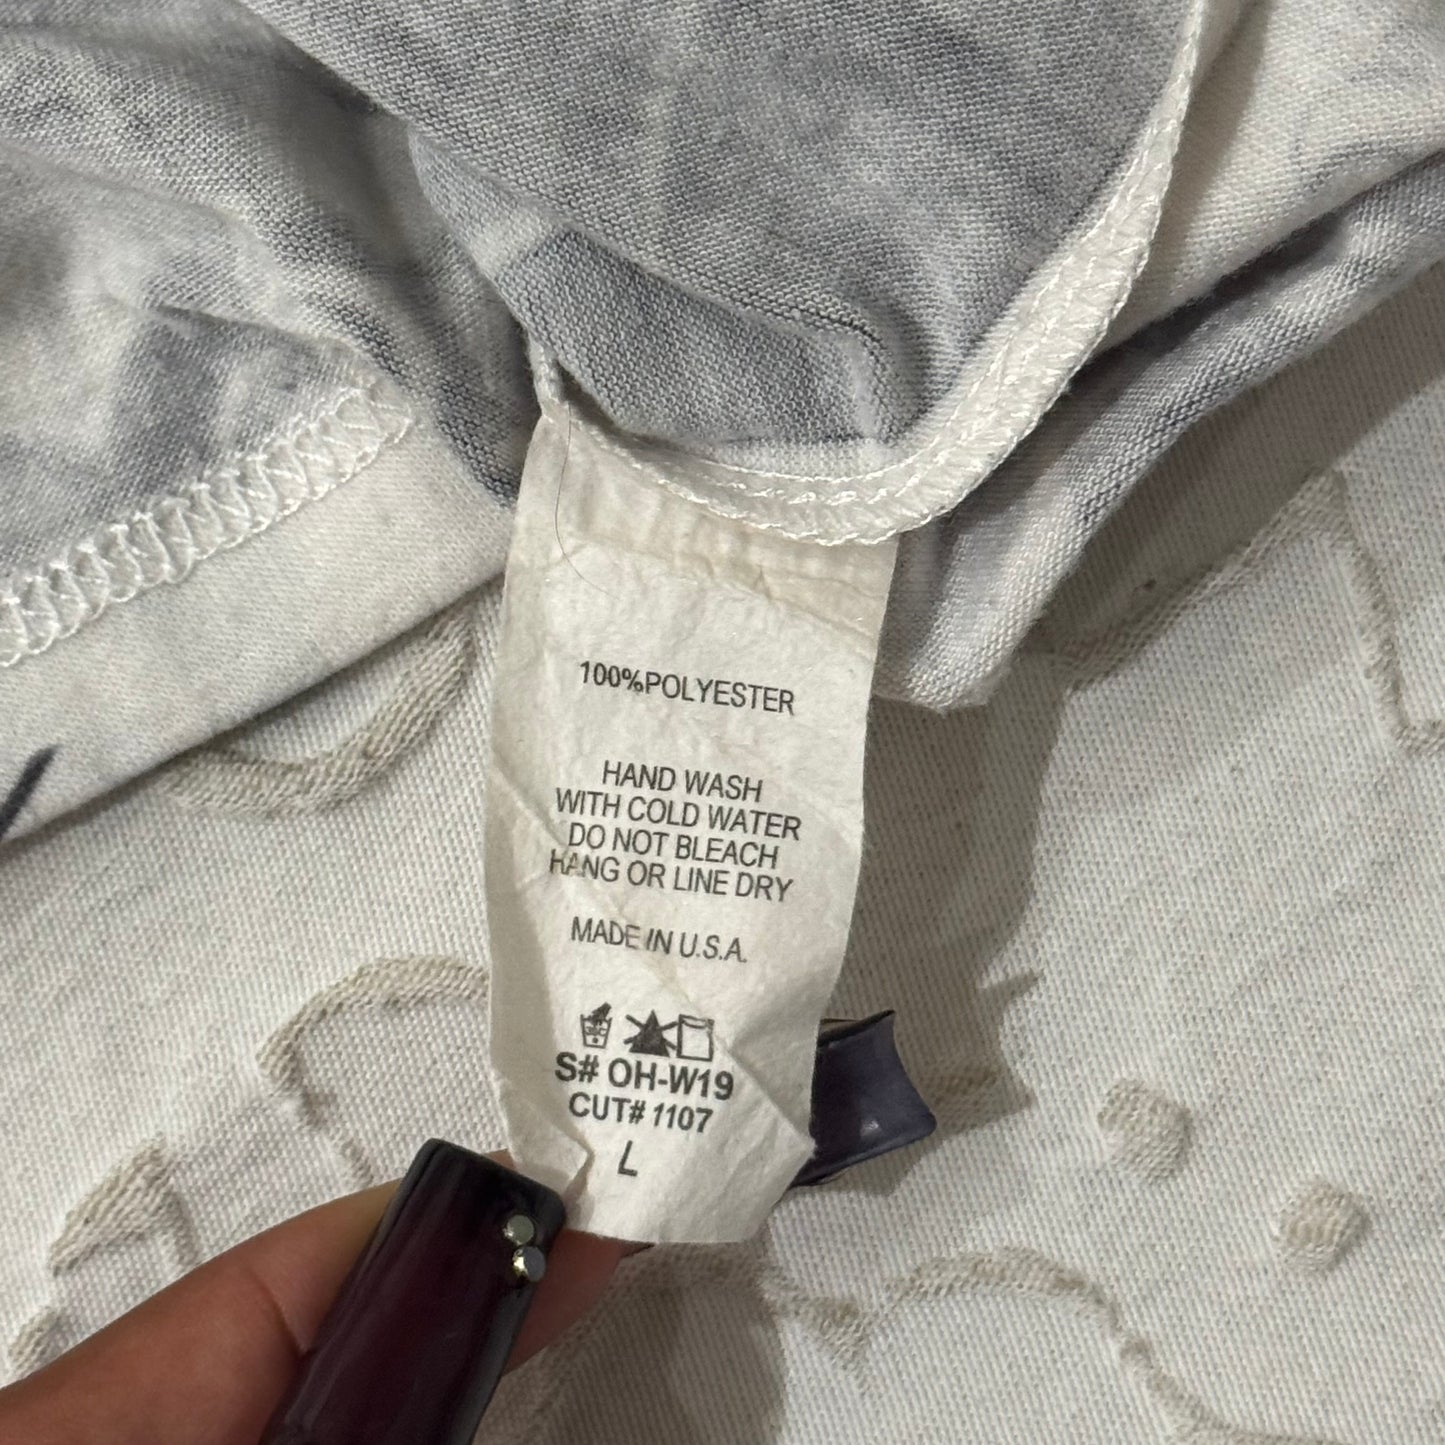 100%POLYESTER
HAND WASH
WITH COLD WATER
DO NOT BLEACH
HANG OR LINE DRY
MADE IN U.S.A.
S# OH-W19
CUT# 1107
L